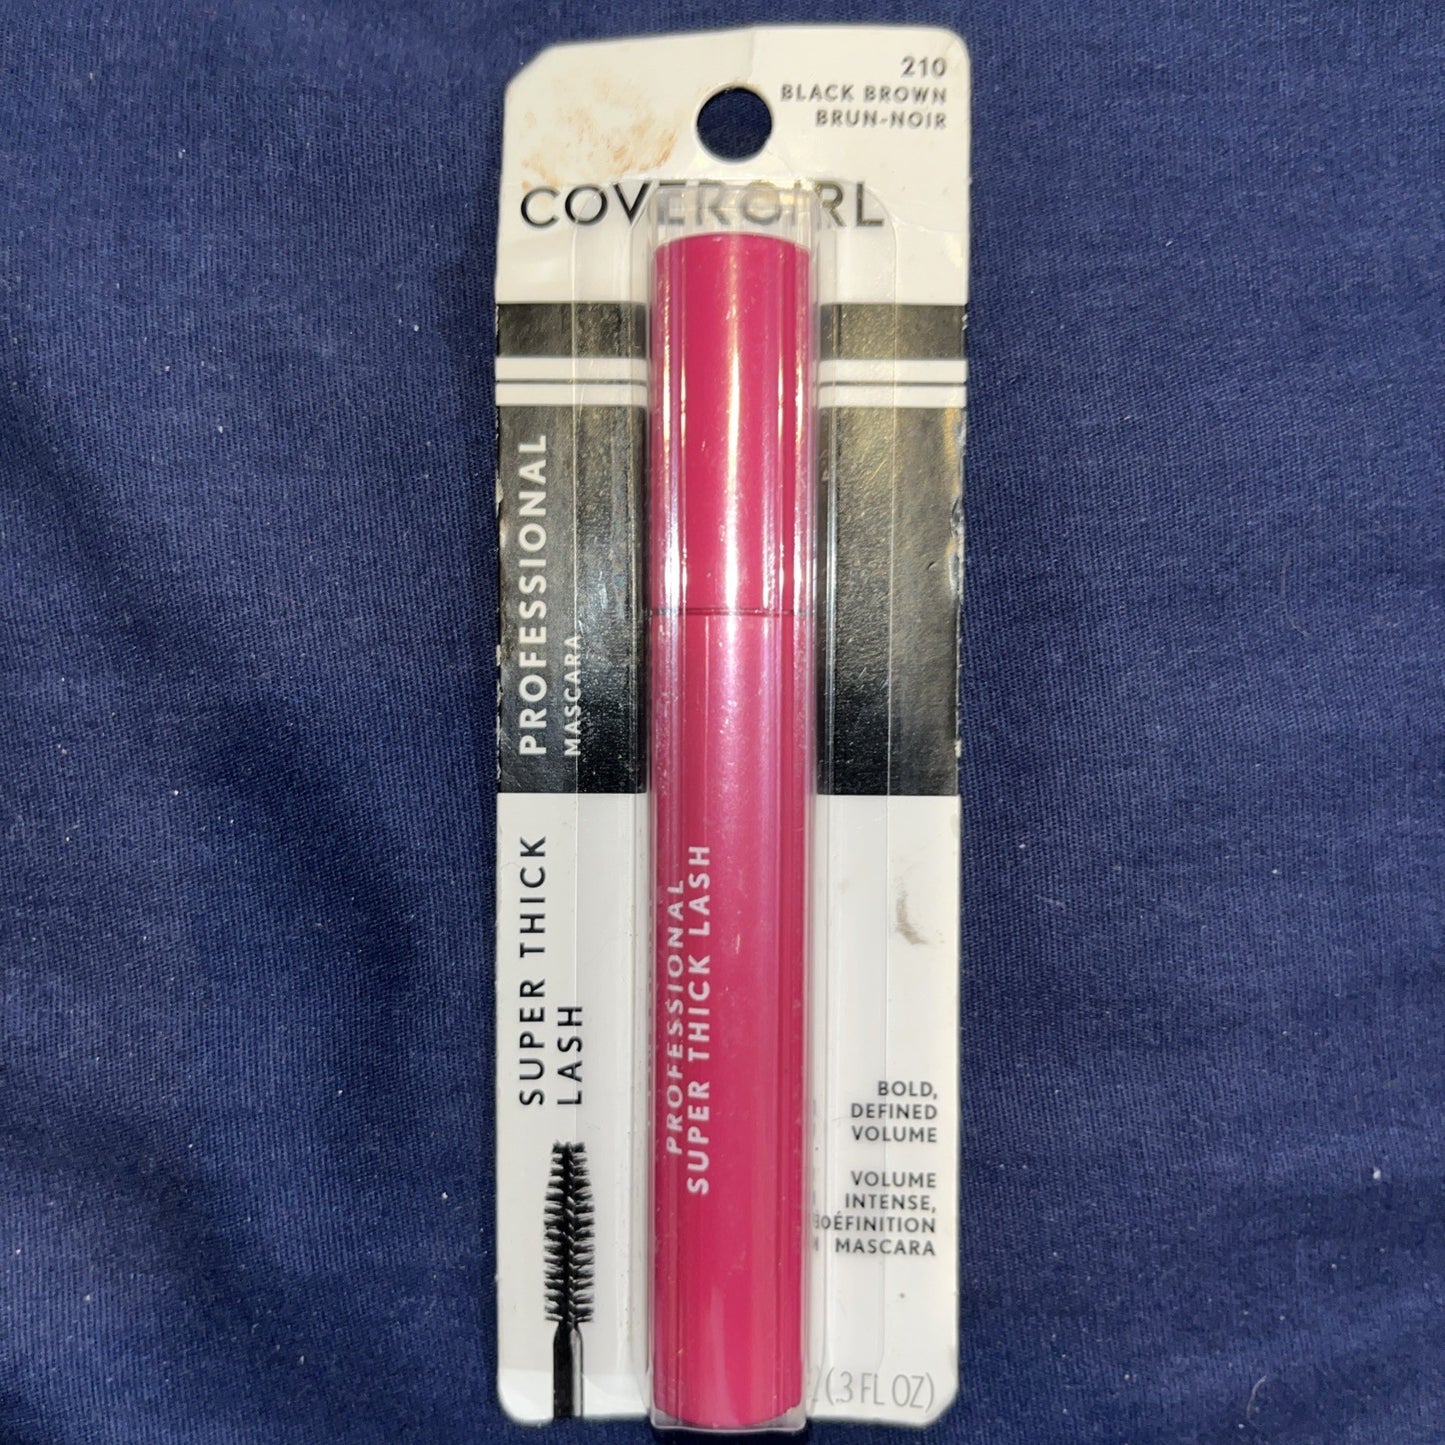 210
BLACK BROWN
BRUN-NOIR
COVERGIRL
PROFESSIONAL
MASCARA
SUPER THICK
LASH
PROFESSIONAL
SUPER THICK LASH
BOLD,
DEFINED
VOLUME
VOLUME
INTENSE,
DÉFINITION
MASCARA
(.3 FL OZ)